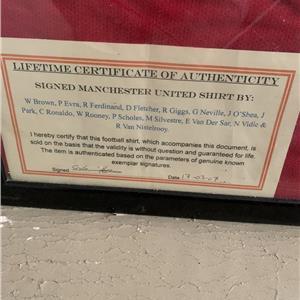 LIFETIME CERTIFICATE OF AUTHENTICITY
SIGNED MANCHESTER UNITED SHIRT BY:
W Brown, P Evra, R Ferdinand, D Fletcher, R Giggs, G Neville, J O'Shea, J
Park, C Ronaldo, W Rooney, P Scholes, M Silvestre, E Van Der Sar, N Vidic &
R Van Nistelrooy.
I hereby certify that this football shirt, which accompanies this document, is
sold on the basis that the validity is without question and guaranteed for life.
The item is authenticated based on the parameters of genuine known
exemplar signatures.
Signed Date 17-03-07